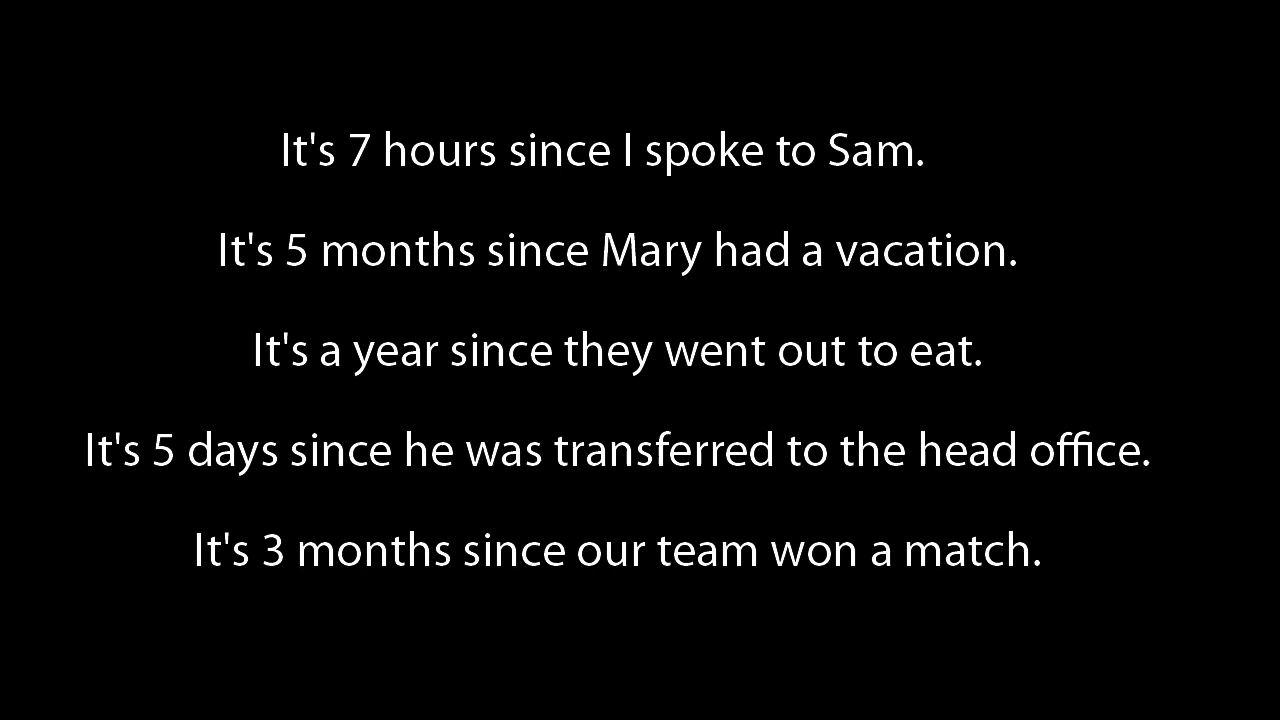 It's 7 hours since I spoke to Sam.
It's 5 months since Mary had a vacation.
It's a year since they went out to eat.
It's 5 days since he was transferred to the head office.
It's 3 months since our team won a match.